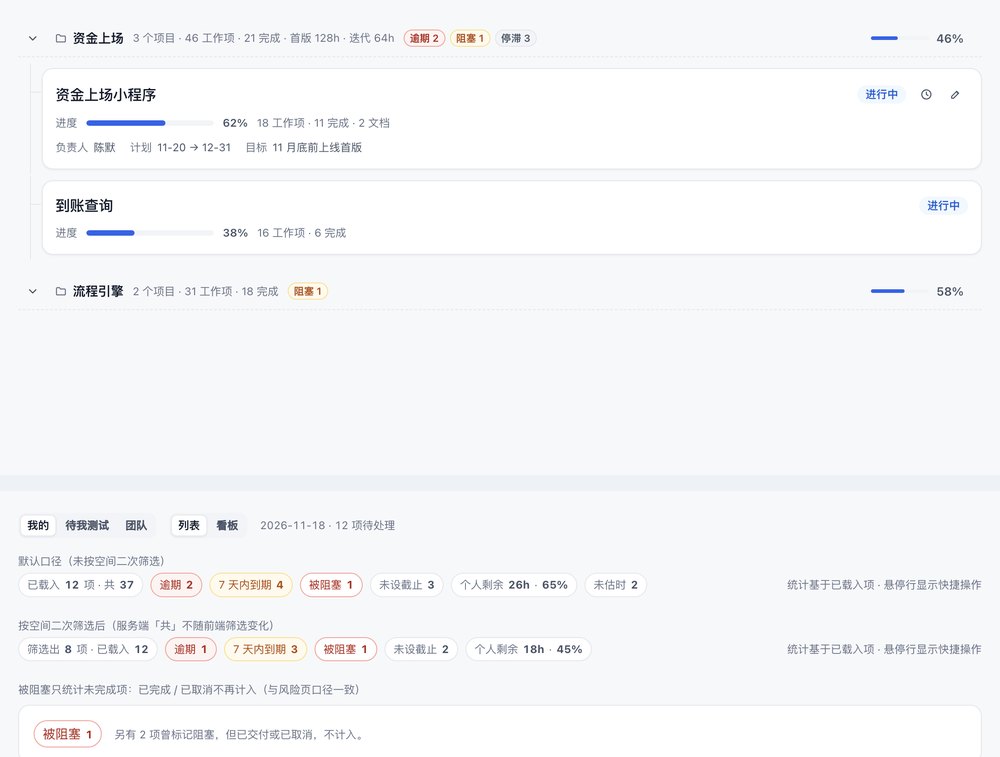 资金上场 3 个项目 · 46 工作项 · 21 完成 · 首版 128h · 迭代 64h 逾期 2 阻塞 1 停滞 3 46%
资金上场小程序 进行中
进度 62% 18 工作项 · 11 完成 · 2 文档
负责人 陈默 计划 11-20 → 12-31 目标 11 月底前上线首版
到账查询 进行中
进度 38% 16 工作项 · 6 完成
流程引擎 2 个项目 · 31 工作项 · 18 完成 阻塞 1 58%
我的 待我测试 团队 列表 看板 2026-11-18 · 12 项待处理
默认口径（未按空间二次筛选）
已载入 12 项 · 共 37 逾期 2 7 天内到期 4 被阻塞 1 未设截止 3 个人剩余 26h · 65% 未估时 2 统计基于已载入项 · 悬停行显示快捷操作
按空间二次筛选后（服务端「共」不随前端筛选变化）
筛选出 8 项 · 已载入 12 逾期 1 7 天内到期 3 被阻塞 1 未设截止 2 个人剩余 18h · 45% 统计基于已载入项 · 悬停行显示快捷操作
被阻塞只统计未完成项：已完成 / 已取消不再计入（与风险页口径一致）
被阻塞 1 另有 2 项曾标记阻塞，但已交付或已取消，不计入。